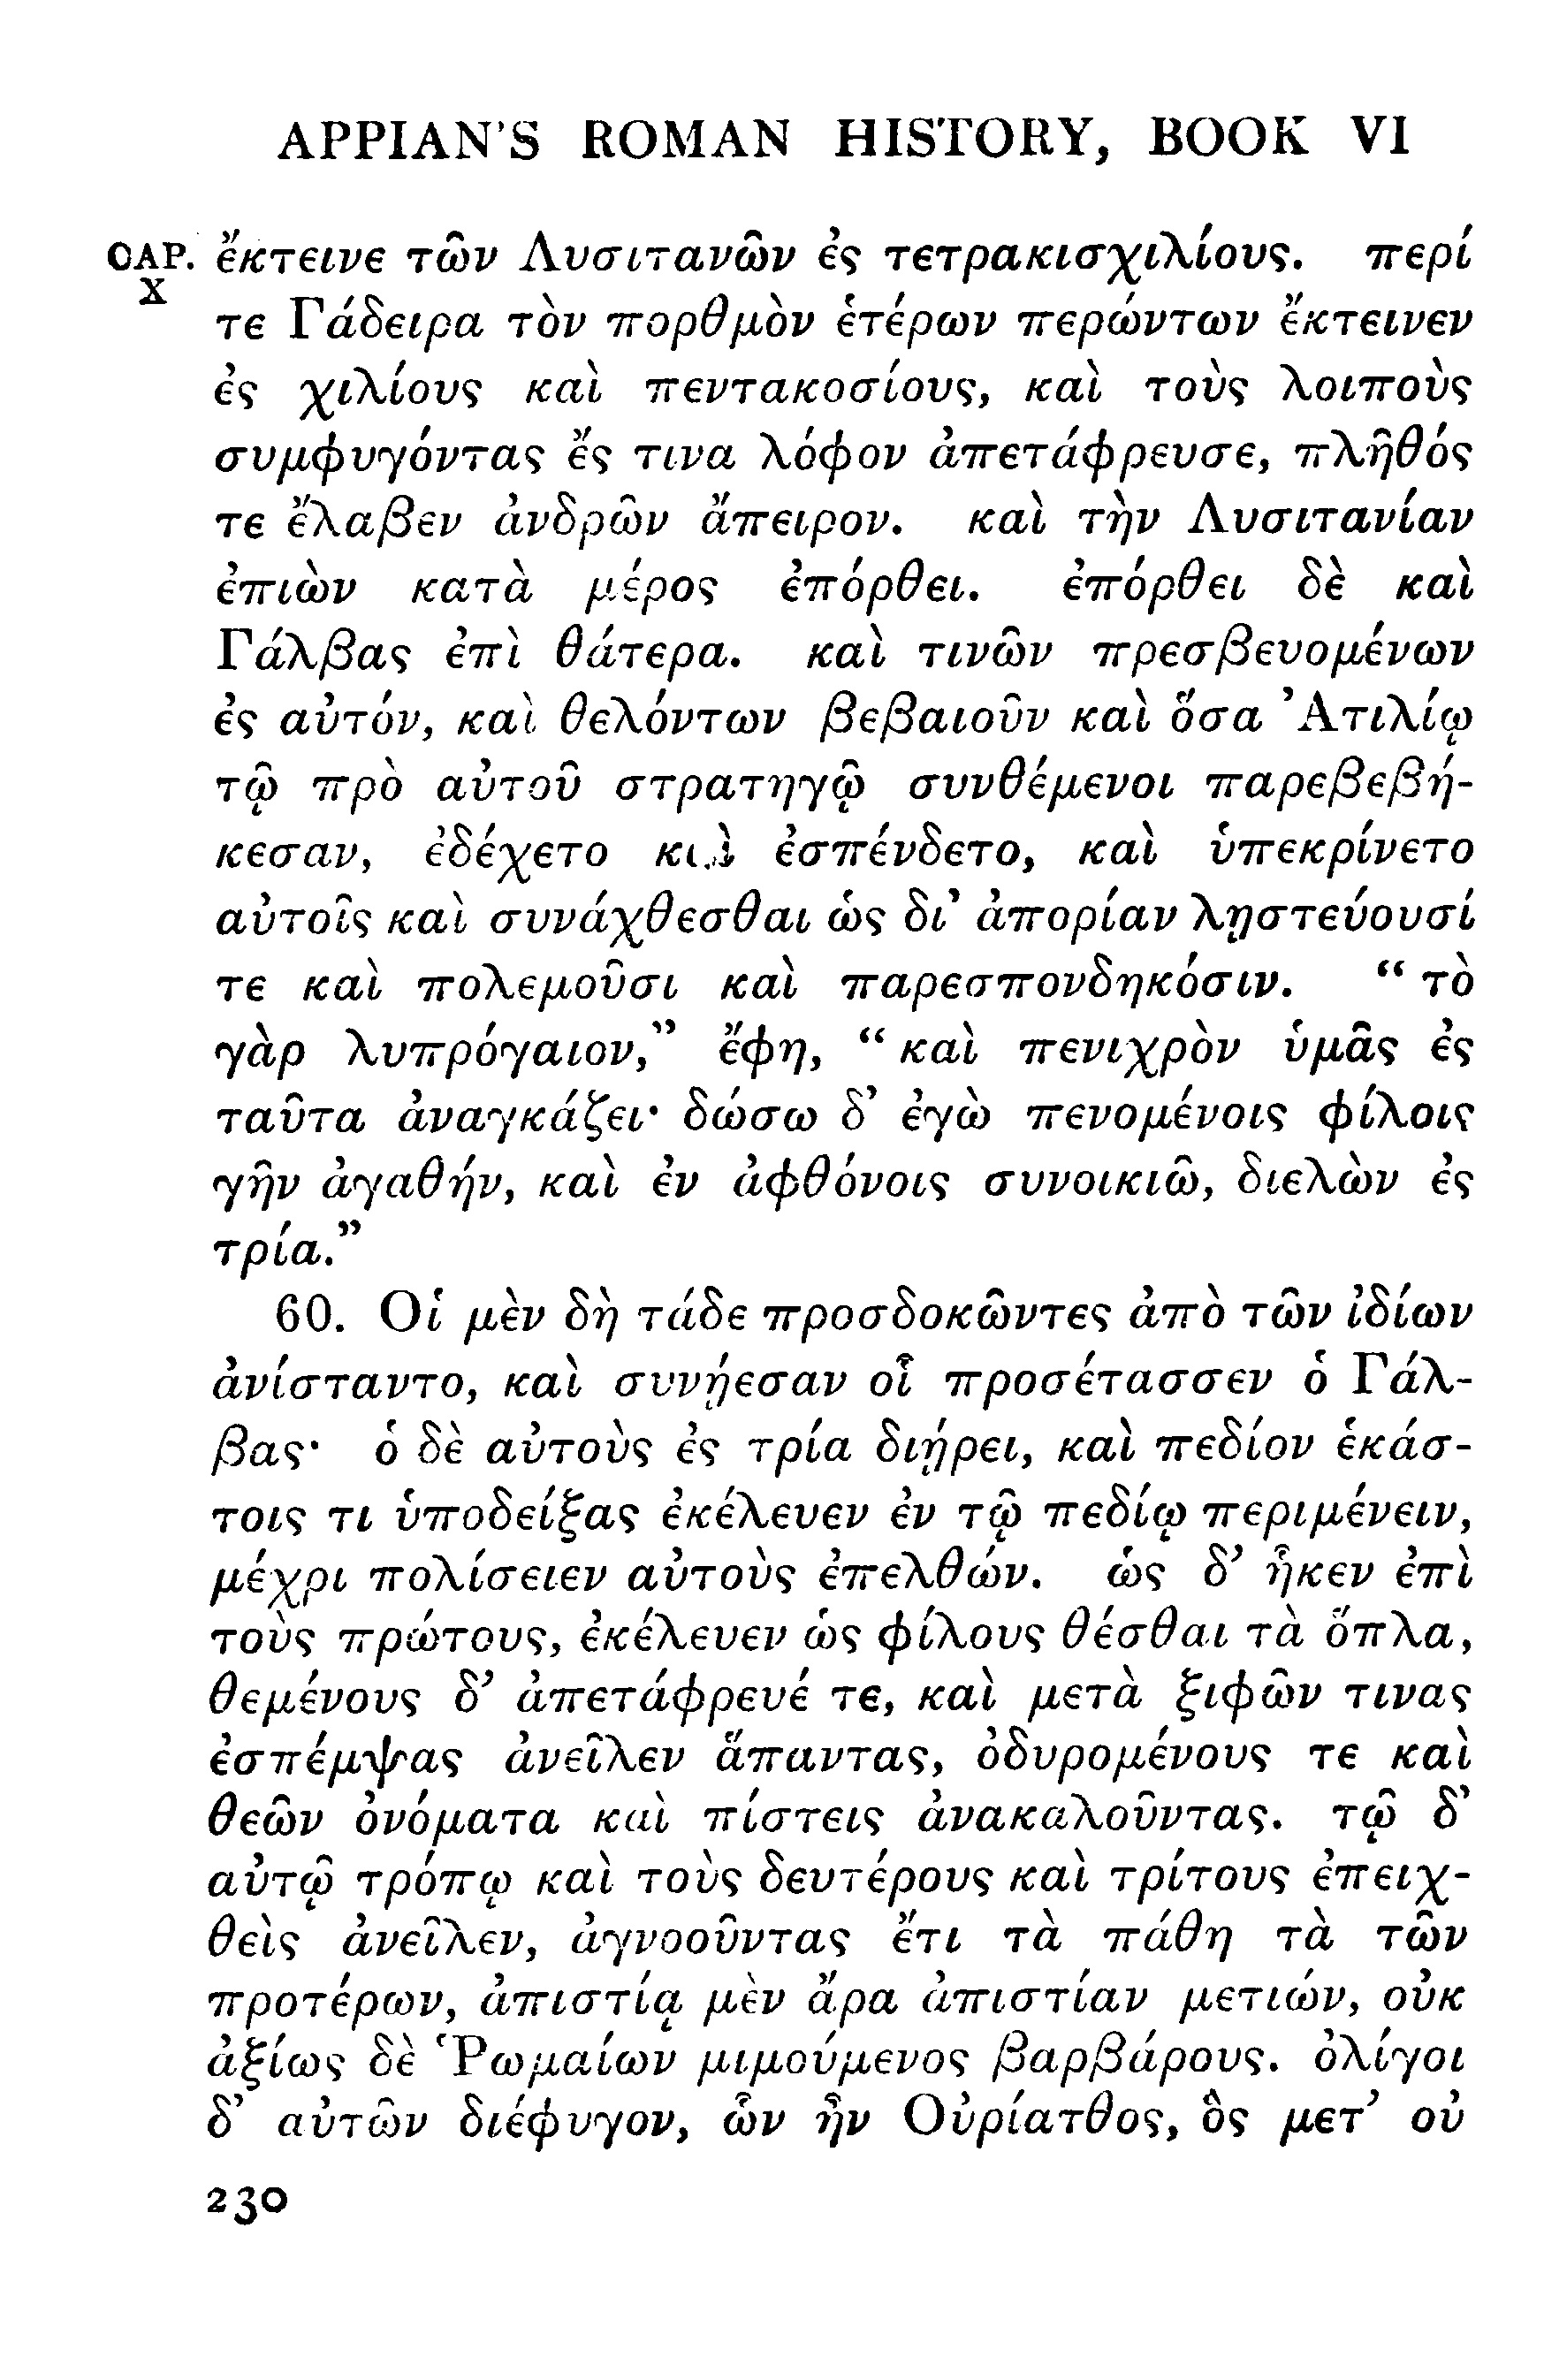 APPIAN'S ROMAN HISTORY, BOOK VI
CAP. X
ἔκτεινε τῶν Λυσιτανῶν ἐς τετρακισχιλίους. περί
τε Γάδειρα τὸν πορθμὸν ἑτέρων περώντων ἔκτεινεν
ἐς χιλίους καὶ πεντακοσίους, καὶ τοὺς λοιποὺς
συμφυγόντας ἔς τινα λόφον ἀπετάφρευσε, πλῆθός
τε ἔλαβεν ἀνδρῶν ἄπειρον. καὶ τὴν Λυσιτανίαν
ἐπιὼν κατὰ μέρος ἐπόρθει. ἐπόρθει δὲ καὶ
Γάλβας ἐπὶ θάτερα. καὶ τινῶν πρεσβευομένων
ἐς αὐτόν, καὶ θελόντων βεβαιοῦν καὶ ὅσα Ἀτιλίῳ
τῷ πρὸ αὐτοῦ στρατηγῷ συνθέμενοι παρεβεβή-
κεσαν, ἐδέχετο καὶ ἐσπένδετο, καὶ ὑπεκρίνετο
αὐτοῖς καὶ συνάχθεσθαι ὡς δι’ ἀπορίαν λῃστεύουσί
τε καὶ πολεμοῦσι καὶ παρεσπονδηκόσιν. “τὸ
γὰρ λυπρόγαιον,” ἔφη, “καὶ πενιχρὸν ὑμᾶς ἐς
ταῦτα ἀναγκάζει· δώσω δ’ ἐγὼ πενομένοις φίλοις
γῆν ἀγαθήν, καὶ ἐν ἀφθόνοις συνοικιῶ, διελὼν ἐς
τρία.”
60. Οἱ μὲν δὴ τάδε προσδοκῶντες ἀπὸ τῶν ἰδίων
ἀνίσταντο, καὶ συνῄεσαν οἷ προσέτασσεν ὁ Γάλ-
βας· ὁ δὲ αὐτοὺς ἐς τρία διῄρει, καὶ πεδίον ἑκάσ-
τοις τι ὑποδείξας ἐκέλευεν ἐν τῷ πεδίῳ περιμένειν,
μέχρι πολίσειεν αὐτοὺς ἐπελθών. ὡς δ’ ἧκεν ἐπὶ
τοὺς πρώτους, ἐκέλευεν ὡς φίλους θέσθαι τὰ ὅπλα,
θεμένους δ’ ἀπετάφρευέ τε, καὶ μετὰ ξιφῶν τινας
ἐσπέμψας ἀνεῖλεν ἅπαντας, ὀδυρομένους τε καὶ
θεῶν ὀνόματα καὶ πίστεις ἀνακαλοῦντας. τῷ δ’
αὐτῷ τρόπῳ καὶ τοὺς δευτέρους καὶ τρίτους ἐπειχ-
θεὶς ἀνεῖλεν, ἀγνοοῦντας ἔτι τὰ πάθη τὰ τῶν
προτέρων, ἀπιστίᾳ μὲν ἄρα ἀπιστίαν μετιών, οὐκ
ἀξίως δὲ Ῥωμαίων μιμούμενος βαρβάρους. ὀλίγοι
δ’ αὐτῶν διέφυγον, ὧν ἦν Οὐρίατθος, ὃς μετ’ οὐ
230